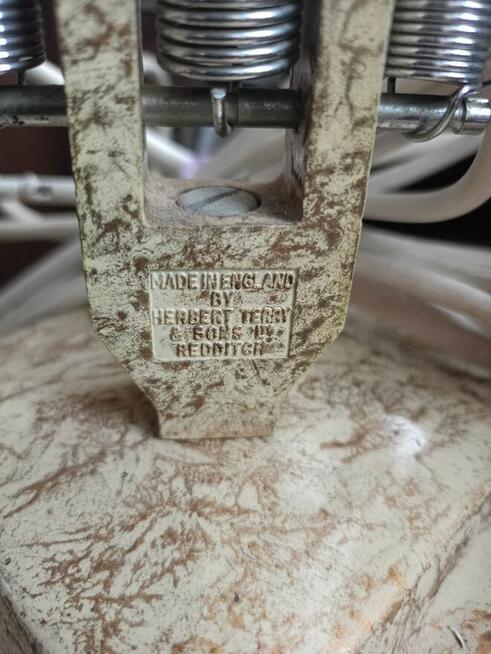 MADE IN ENGLAND
BY
HERBERT TERRY
& SONS LTD.
REDDITCH